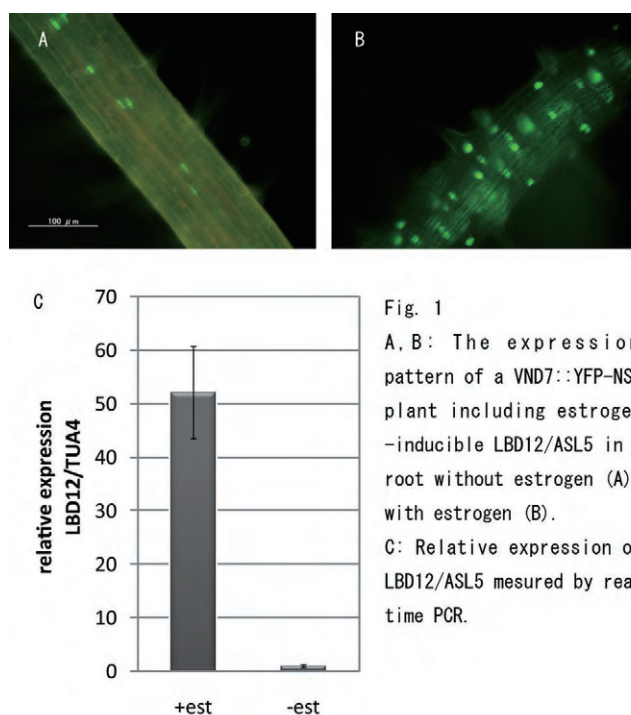 A
B
100 μm
C
70
60
50
40
30
20
10
0
relative expression
LBD12/TUA4
+est
-est
Fig. 1
A,B: The expression
pattern of a VND7::YFP-NS
plant including estroge
-inducible LBD12/ASL5 in
root without estrogen (A)
with estrogen (B).
C: Relative expression o
LBD12/ASL5 mesured by rea
time PCR.